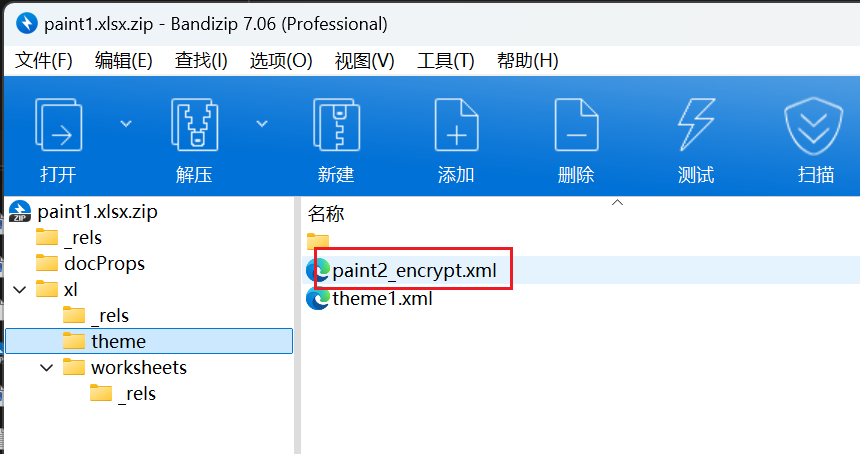 paint1.xlsx.zip - Bandizip 7.06 (Professional)
文件(F) 编辑(E) 查找(I) 选项(O) 视图(V) 工具(T) 帮助(H)
打开 解压 新建 添加 删除 测试 扫描
ZIP paint1.xlsx.zip
_rels
docProps
xl
_rels
theme
worksheets
_rels
名称
paint2_encrypt.xml
theme1.xml